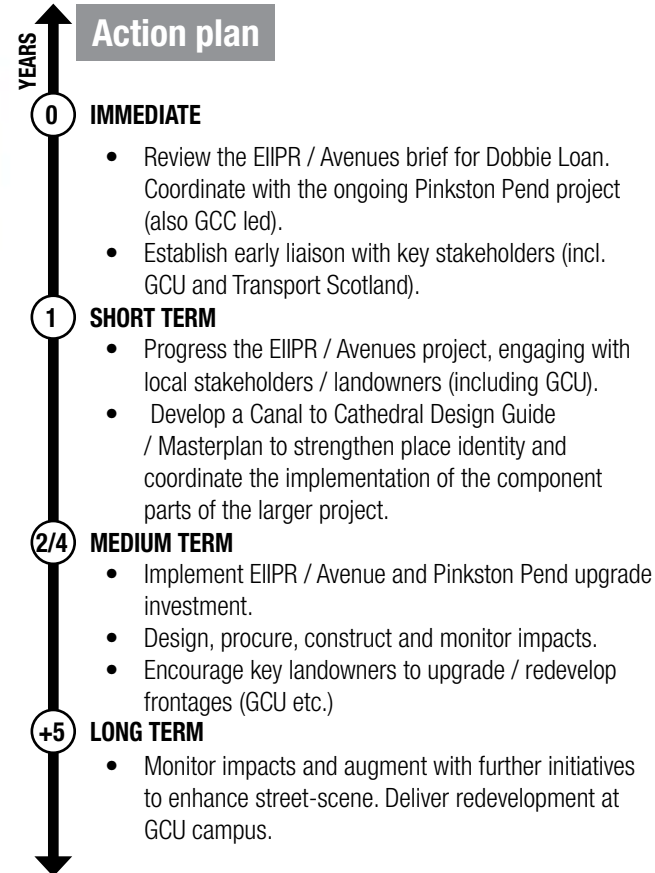 YEARS
Action plan
0 IMMEDIATE
• Review the EIIPR / Avenues brief for Dobbie Loan.
Coordinate with the ongoing Pinkston Pend project
(also GCC led).
• Establish early liaison with key stakeholders (incl.
GCU and Transport Scotland).
1 SHORT TERM
• Progress the EIIPR / Avenues project, engaging with
local stakeholders / landowners (including GCU).
• Develop a Canal to Cathedral Design Guide
/ Masterplan to strengthen place identity and
coordinate the implementation of the component
parts of the larger project.
2/4 MEDIUM TERM
• Implement EIIPR / Avenue and Pinkston Pend upgrade
investment.
• Design, procure, construct and monitor impacts.
• Encourage key landowners to upgrade / redevelop
frontages (GCU etc.)
+5 LONG TERM
• Monitor impacts and augment with further initiatives
to enhance street-scene. Deliver redevelopment at
GCU campus.